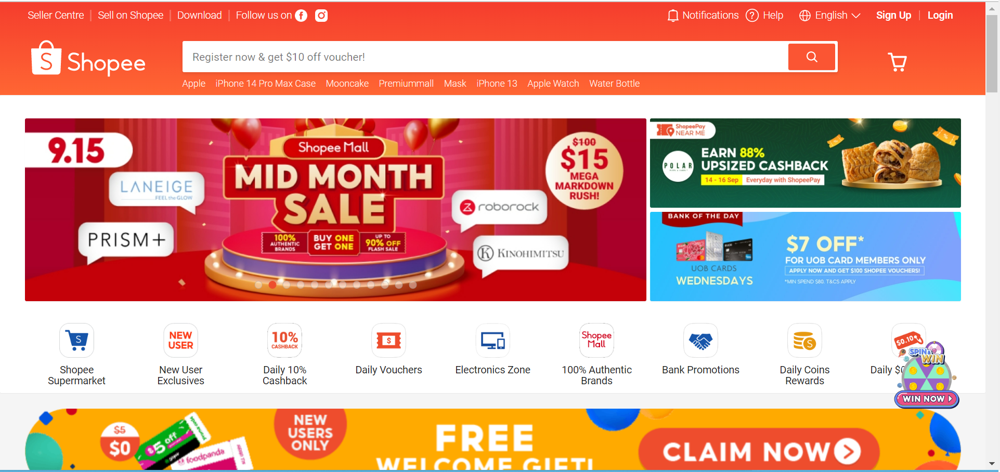 Seller Centre
Sell on Shopee
Download
Follow us on
Notifications
Help
English
Sign Up
Login
Shopee
Register now & get $10 off voucher!
Apple iPhone 14 Pro Max Case Mooncake Premiummall Mask iPhone 13 Apple Watch Water Bottle
9.15
Shopee Mall
MID MONTH
SALE
100%
AUTHENTIC
BRANDS
BUY ONE
GET ONE
UP TO
90% OFF
FLASH SALE
LANEIGE
FEEL the GLOW
PRISM+
$100
$15
MEGA
MARKDOWN
RUSH!
roborock
KINOHIMITSU
ShopeePay
NEAR ME
POLAR
EARN 88%
UPSIZED CASHBACK
14 - 16 Sep Everyday with ShopeePay
BANK OF THE DAY
UOB CARDS
WEDNESDAYS
$7 OFF*
FOR UOB CARD MEMBERS ONLY
APPLY NOW AND GET $100 SHOPEE VOUCHERS!
*MIN SPEND $80. T&CS APPLY
S
Shopee
Supermarket
NEW
USER
New User
Exclusives
10%
CASHBACK
Daily 10%
Cashback
$
Daily Vouchers
Electronics Zone
Shopee
Mall
100% Authentic
Brands
Bank Promotions
S
Daily Coins
Rewards
$0.10
Daily
SPIN &
WIN
WIN NOW
$5
$0
$5 off
foodpanda
NEW
USERS
ONLY
FREE
WELCOME GIFT!
CLAIM NOW